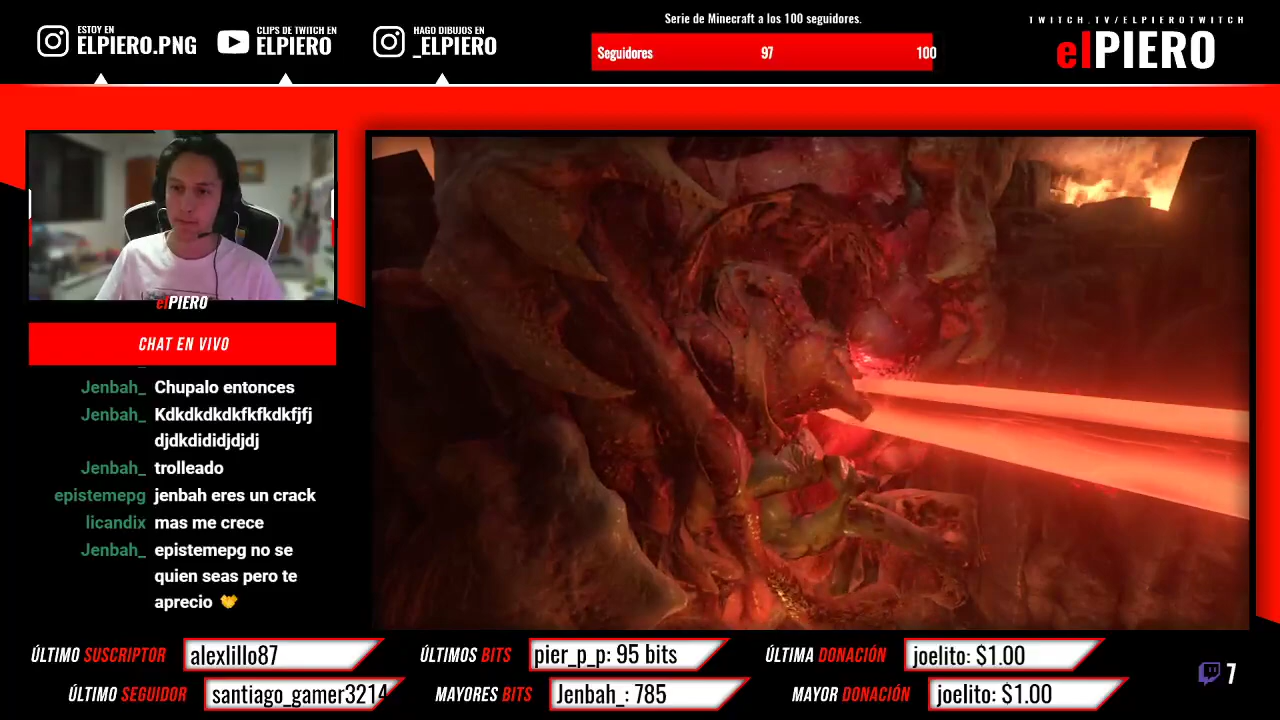 ESTOY EN
ELPIERO.PNG
CLIPS DE TWITCH EN
ELPIERO
HAGO DIBUJOS EN
_ELPIERO
Serie de Minecraft a los 100 seguidores.
Seguidores 97 100
TWITCH.TV/ELPIEROTWITCH
elPIERO
elPIERO
CHAT EN VIVO
Jenbah_ Chupalo entonces
Jenbah_ Kdkdkdkdkfkfkdkfjfj
djdkdididjdjdj
Jenbah_ trolleado
epistemepg jenbah eres un crack
licandix mas me crece
Jenbah_ epistemepg no se
quien seas pero te
aprecio
ÚLTIMO SUSCRIPTOR alexlillo87
ÚLTIMOS BITS pier_p_p: 95 bits
ÚLTIMA DONACIÓN joelito: $1.00
7
ÚLTIMO SEGUIDOR santiago_gamer3214
MAYORES BITS Jenbah_: 785
MAYOR DONACIÓN joelito: $1.00